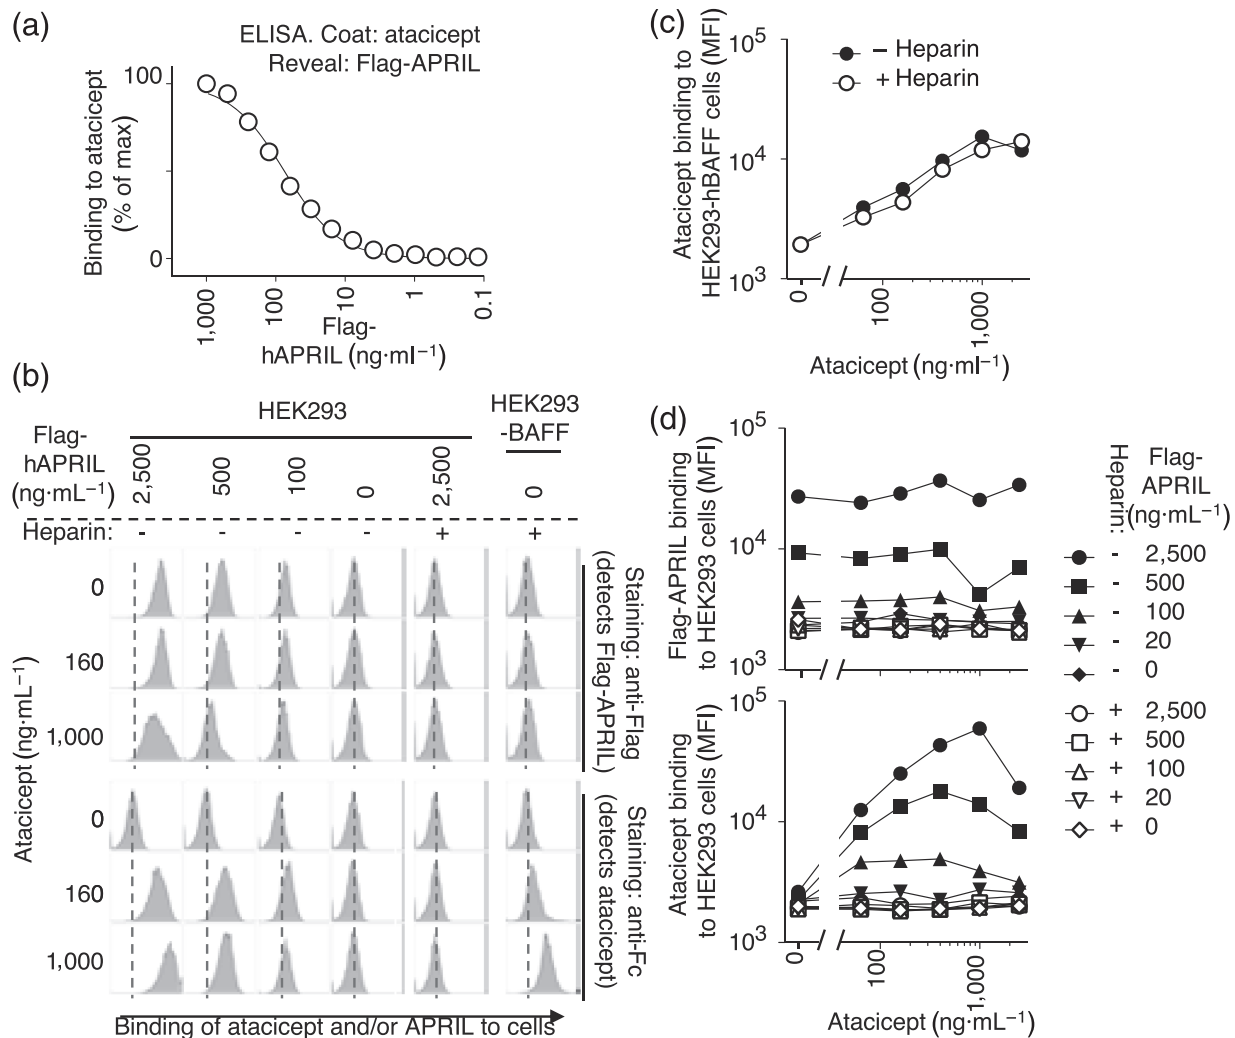 (a)
ELISA. Coat: atacicept
Reveal: Flag-APRIL
Binding to atacicept
(% of max)
100
0
1,000
100
10
1
0.1
Flag-
hAPRIL (ng·ml⁻¹)
(b)
HEK293
HEK293
-BAFF
Flag-
hAPRIL
(ng·mL⁻¹)
2,500
500
100
0
2,500
0
Heparin:
-
-
-
-
+
+
Atacicept (ng·mL⁻¹)
0
160
1,000
0
160
1,000
Staining: anti-Flag
(detects Flag-APRIL)
Staining: anti-Fc
(detects atacicept)
Binding of atacicept and/or APRIL to cells
(c)
Atacicept binding to
HEK293-hBAFF cells (MFI)
10⁵
10⁴
10³
– Heparin
+ Heparin
0
100
1,000
Atacicept (ng·ml⁻¹)
(d)
Flag-APRIL binding
to HEK293 cells (MFI)
10⁵
10⁴
10³
Atacicept binding
to HEK293 cells (MFI)
10⁵
10⁴
10³
0
100
1,000
Atacicept (ng·mL⁻¹)
Heparin:
Flag-
APRIL
(ng·mL⁻¹)
- 2,500
- 500
- 100
- 20
- 0
+ 2,500
+ 500
+ 100
+ 20
+ 0